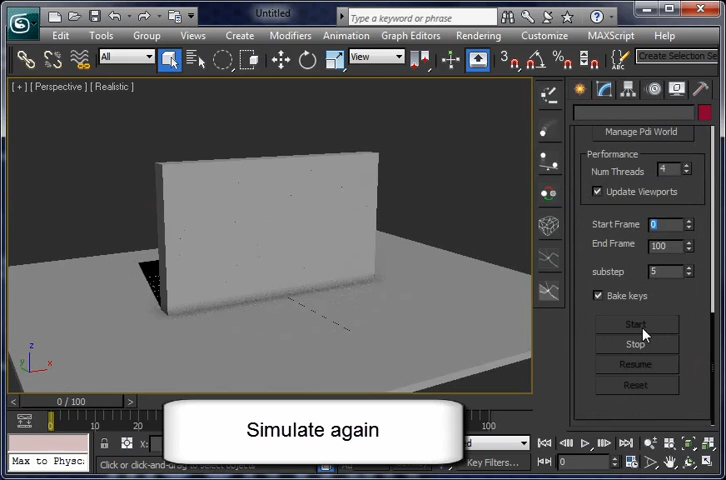 Untitled
Type a keyword or phrase
Edit Tools Group Views Create Modifiers Animation Graph Editors Rendering Customize MAXScript Help
All
View
3
%
ABC
Create Selection Se
[ + ] [ Perspective ] [ Realistic ]
Manage Pdi World
Performance
Num Threads 4
Update Viewports
Start Frame 0
End Frame 100
substep 5
Bake keys
Start
Stop
Resume
Reset
z
y
x
0 / 100
0 10 20 100
Simulate again
X:
Key Filters...
0
Max to Physc
Click or click-and-drag to select objects